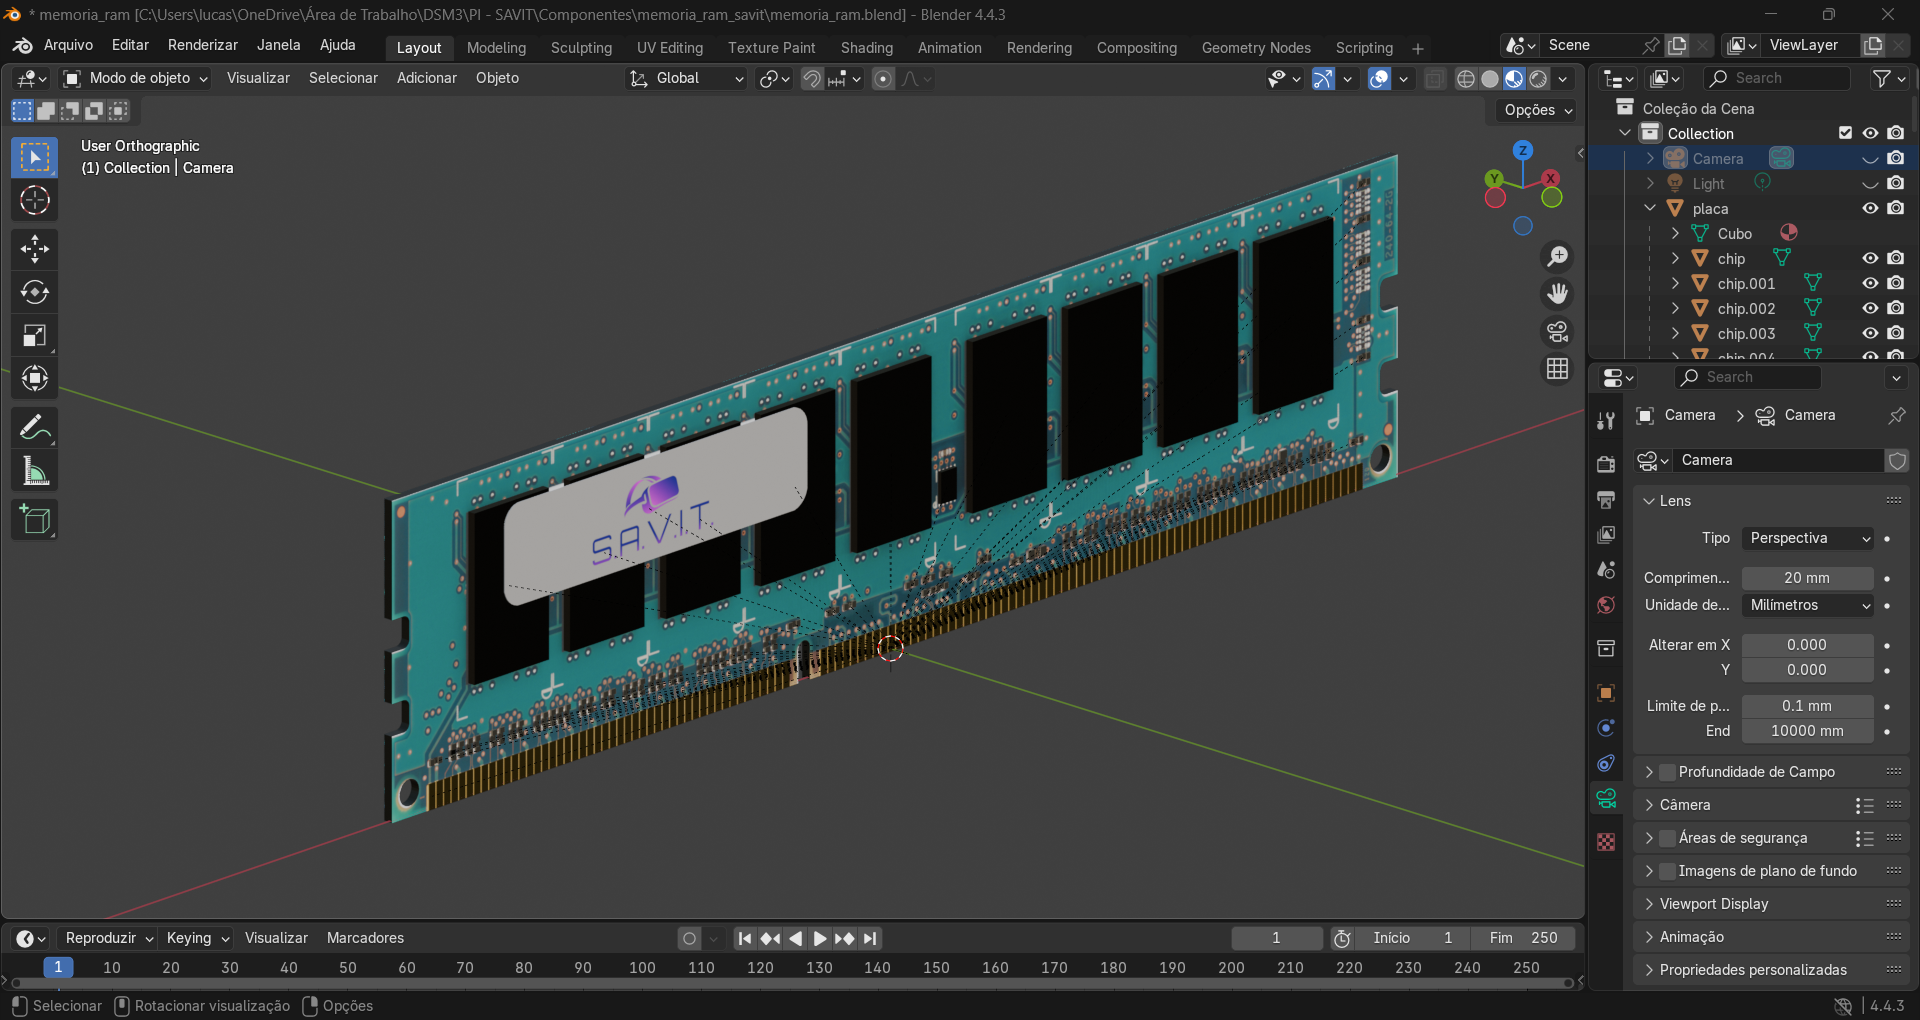 * memoria_ram [C:\Users\lucas\OneDrive\Área de Trabalho\DSM3\PI - SAVIT\Componentes\memoria_ram_savit\memoria_ram.blend] - Blender 4.4.3
Arquivo Editar Renderizar Janela Ajuda
Layout Modeling Sculpting UV Editing Texture Paint Shading Animation Rendering Compositing Geometry Nodes Scripting +
Scene
ViewLayer
Modo de objeto
Visualizar Selecionar Adicionar Objeto
Global
Opções
User Orthographic
(1) Collection | Camera
Z
Y
X
S.A.V.I.T
Search
Coleção da Cena
Collection
Camera
Light
placa
Cubo
chip
chip.001
chip.002
chip.003
chip.004
Search
Camera > Camera
Camera
Lens
Tipo Perspectiva
Comprimen... 20 mm
Unidade de... Milímetros
Alterar em X 0.000
Y 0.000
Limite de p... 0.1 mm
End 10000 mm
Profundidade de Campo
Câmera
Áreas de segurança
Imagens de plano de fundo
Viewport Display
Animação
Propriedades personalizadas
Reproduzir Keying Visualizar Marcadores
1
Início 1
Fim 250
1 10 20 30 40 50 60 70 80 90 100 110 120 130 140 150 160 170 180 190 200 210 220 230 240 250
Selecionar Rotacionar visualização Opções
4.4.3